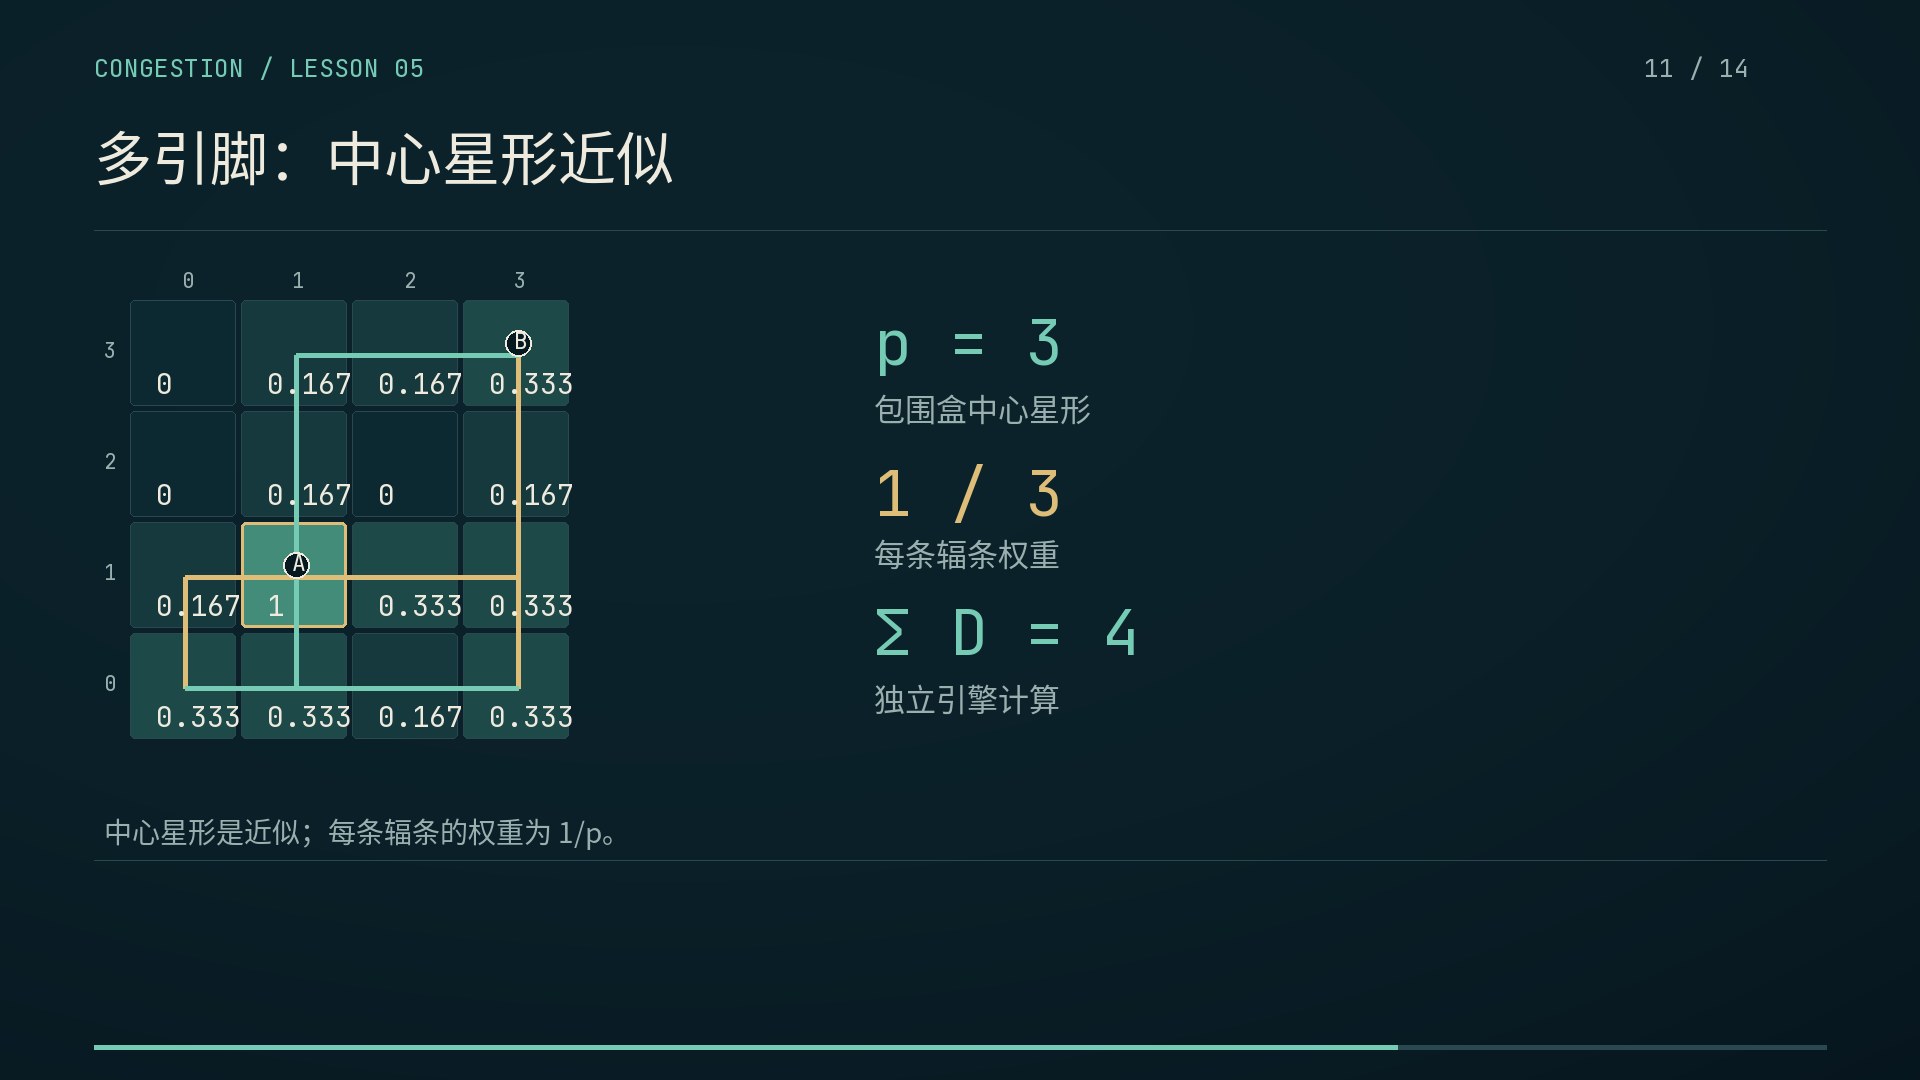 CONGESTION / LESSON 05
11 / 14
多引脚：中心星形近似
0 1 2 3
B
3 0 0.167 0.167 0.333
2 0 0.167 0 0.167
A
1 0.167 1 0.333 0.333
0 0.333 0.333 0.167 0.333
p = 3
包围盒中心星形
1 / 3
每条辐条权重
Σ D = 4
独立引擎计算
中心星形是近似；每条辐条的权重为 1/p。